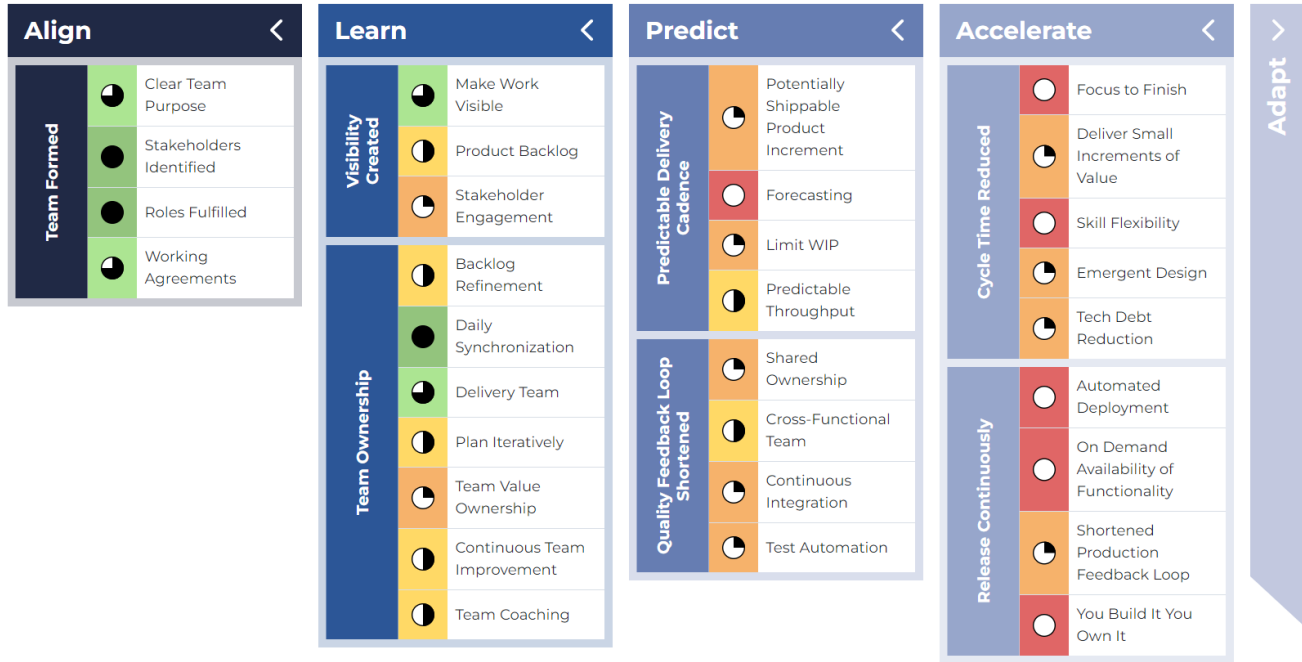 Align
Team Formed
Clear Team
Purpose
Stakeholders
Identified
Roles Fulfilled
Working
Agreements
Learn
Visibility
Created
Make Work
Visible
Product Backlog
Stakeholder
Engagement
Team Ownership
Backlog
Refinement
Daily
Synchronization
Delivery Team
Plan Iteratively
Team Value
Ownership
Continuous Team
Improvement
Team Coaching
Predict
Predictable Delivery
Cadence
Potentially
Shippable
Product
Increment
Forecasting
Limit WIP
Predictable
Throughput
Quality Feedback Loop
Shortened
Shared
Ownership
Cross-Functional
Team
Continuous
Integration
Test Automation
Accelerate
Cycle Time Reduced
Focus to Finish
Deliver Small
Increments of
Value
Skill Flexibility
Emergent Design
Tech Debt
Reduction
Release Continuously
Automated
Deployment
On Demand
Availability of
Functionality
Shortened
Production
Feedback Loop
You Build It You
Own It
Adapt